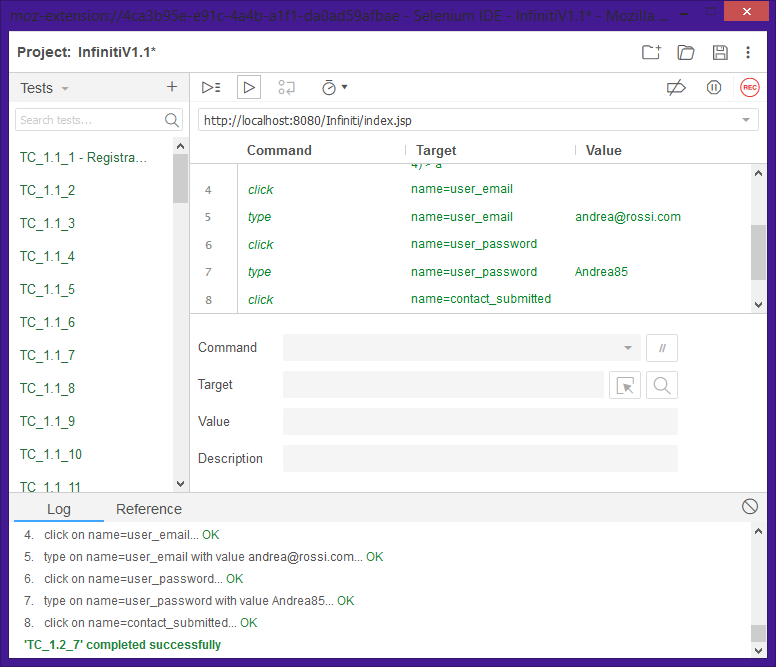 moz-extension://4ca3b95e-e91c-4a4b-a1f1-da0ad59afbae - Selenium IDE - InfinitiV1.1* - Mozilla ...
Project: InfinitiV1.1*
Tests
Search tests...
TC_1.1_1 - Registra...
TC_1.1_2
TC_1.1_3
TC_1.1_4
TC_1.1_5
TC_1.1_6
TC_1.1_7
TC_1.1_8
TC_1.1_9
TC_1.1_10
TC_1.1_11
REC
http://localhost:8080/Infiniti/index.jsp
Command Target Value
4) > a
4 click name=user_email
5 type name=user_email andrea@rossi.com
6 click name=user_password
7 type name=user_password Andrea85
8 click name=contact_submitted
Command //
Target
Value
Description
Log Reference
4. click on name=user_email... OK
5. type on name=user_email with value andrea@rossi.com... OK
6. click on name=user_password... OK
7. type on name=user_password with value Andrea85... OK
8. click on name=contact_submitted... OK
'TC_1.2_7' completed successfully